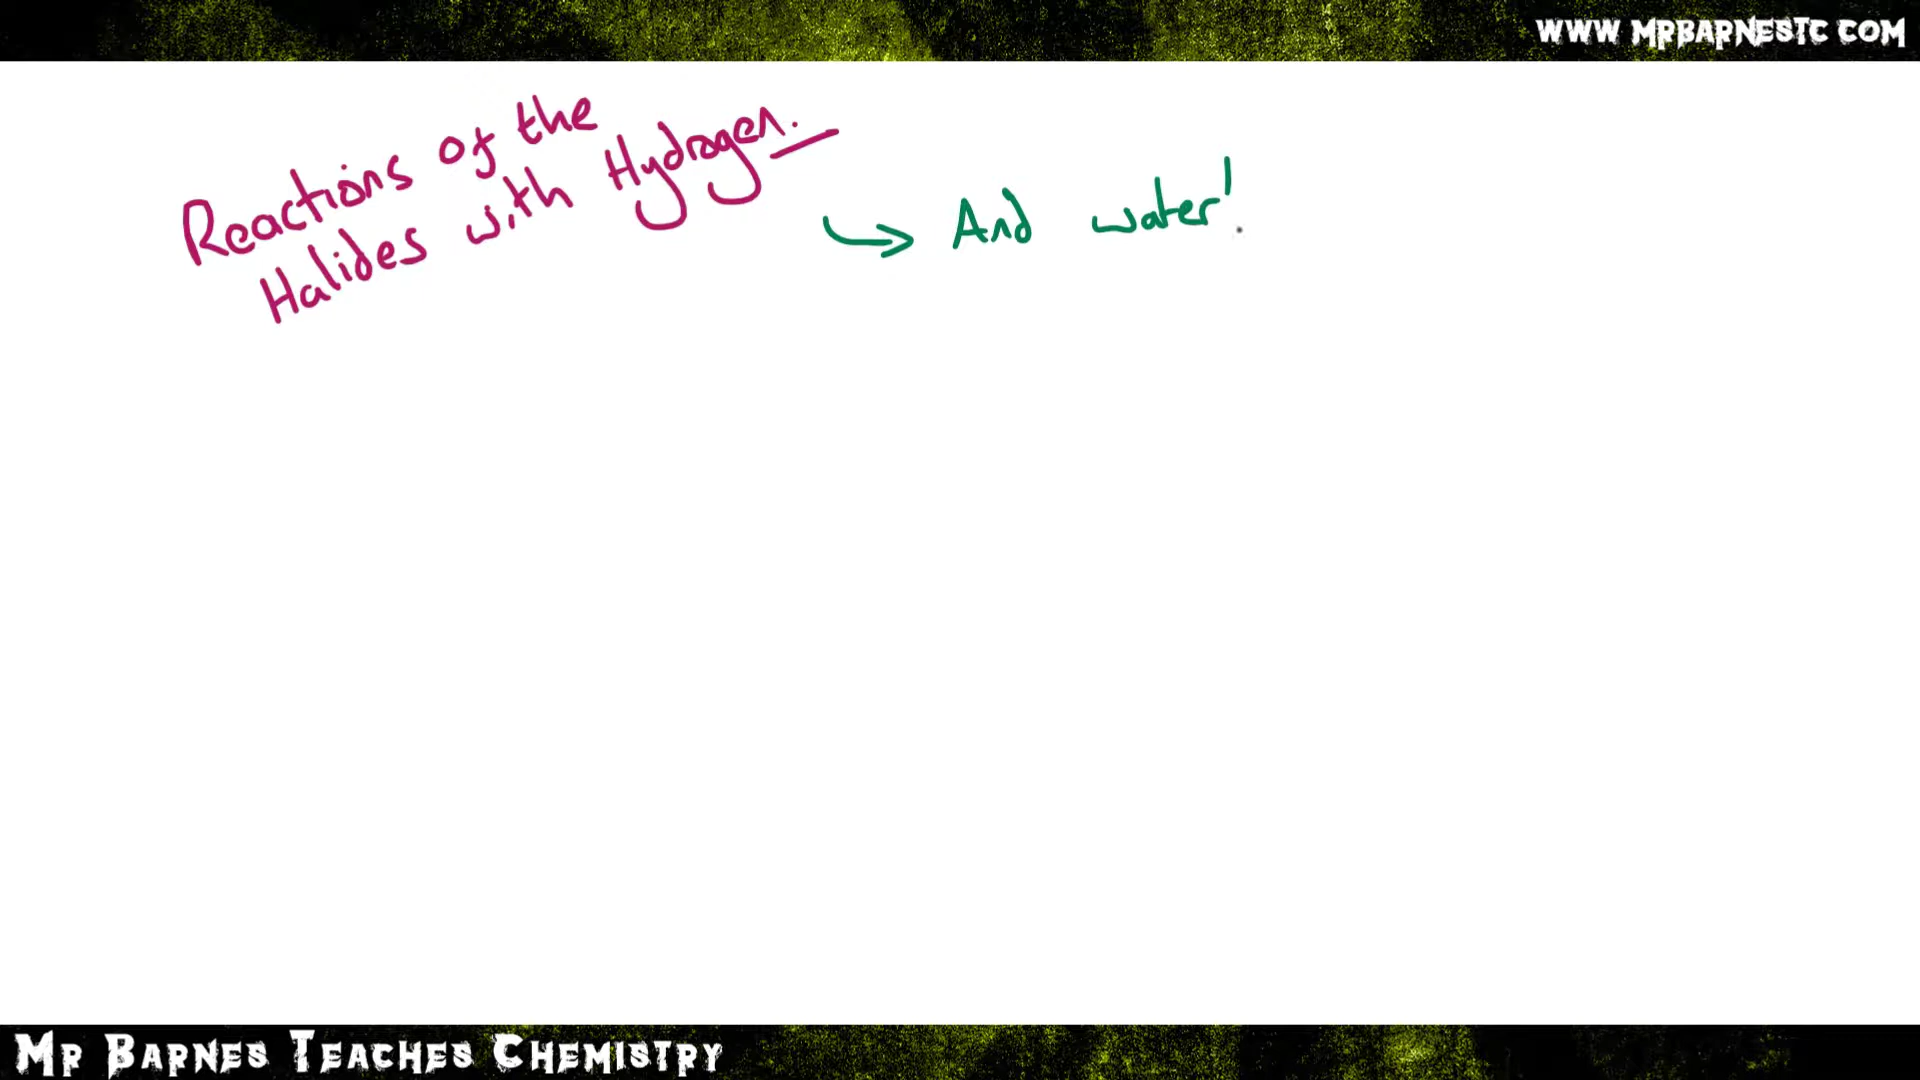 WWW MRBARNESTC COM
Reactions of the
Halides with Hydrogen.
And water!
MR BARNES TEACHES CHEMISTRY